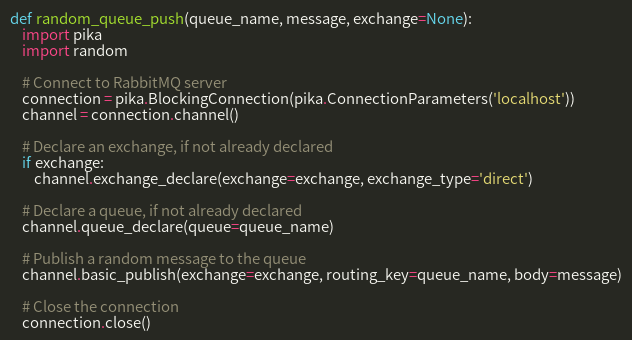 def random_queue_push(queue_name, message, exchange=None):
import pika
import random
# Connect to RabbitMQ server
connection = pika.BlockingConnection(pika.ConnectionParameters('localhost'))
channel = connection.channel()
# Declare an exchange, if not already declared
if exchange:
channel.exchange_declare(exchange=exchange, exchange_type='direct')
# Declare a queue, if not already declared
channel.queue_declare(queue=queue_name)
# Publish a random message to the queue
channel.basic_publish(exchange=exchange, routing_key=queue_name, body=message)
# Close the connection
connection.close()